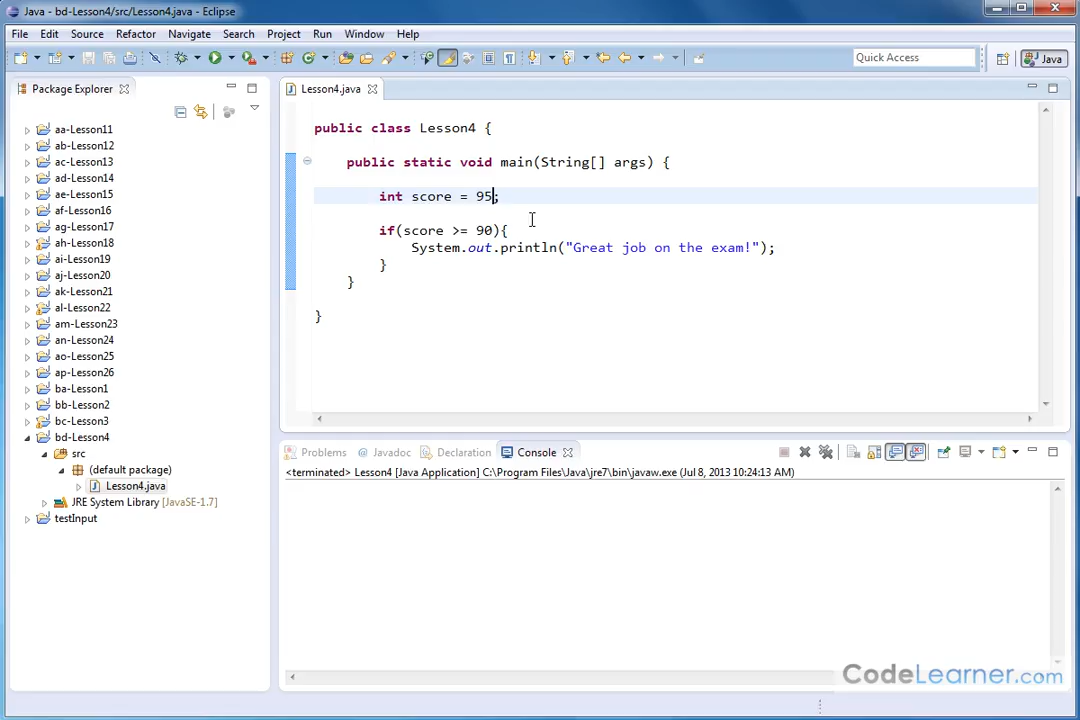 Java - bd-Lesson4/src/Lesson4.java - Eclipse
File Edit Source Refactor Navigate Search Project Run Window Help
Quick Access
Java
Package Explorer
aa-Lesson11
ab-Lesson12
ac-Lesson13
ad-Lesson14
ae-Lesson15
af-Lesson16
ag-Lesson17
ah-Lesson18
ai-Lesson19
aj-Lesson20
ak-Lesson21
al-Lesson22
am-Lesson23
an-Lesson24
ao-Lesson25
ap-Lesson26
ba-Lesson1
bb-Lesson2
bc-Lesson3
bd-Lesson4
src
(default package)
Lesson4.java
JRE System Library [JavaSE-1.7]
testInput
Lesson4.java
public class Lesson4 {
public static void main(String[] args) {
int score = 95;
if(score >= 90){
System.out.println("Great job on the exam!");
}
}
}
Problems @ Javadoc Declaration Console
<terminated> Lesson4 [Java Application] C:\Program Files\Java\jre7\bin\javaw.exe (Jul 8, 2013 10:24:13 AM)
CodeLearner.com